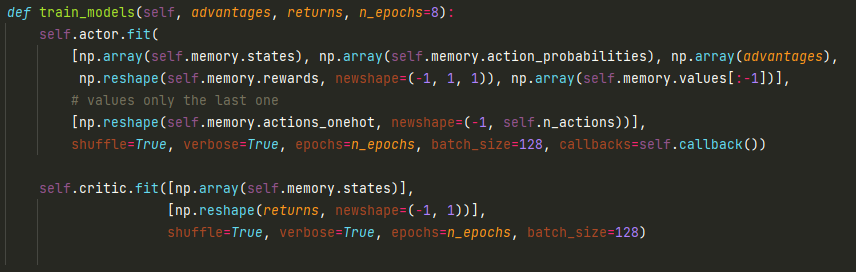 def train_models(self, advantages, returns, n_epochs=8):
    self.actor.fit(
        [np.array(self.memory.states), np.array(self.memory.action_probabilities), np.array(advantages),
         np.reshape(self.memory.rewards, newshape=(-1, 1, 1)), np.array(self.memory.values[:-1])],
        # values only the last one
        [np.reshape(self.memory.actions_onehot, newshape=(-1, self.n_actions))],
        shuffle=True, verbose=True, epochs=n_epochs, batch_size=128, callbacks=self.callback())
    self.critic.fit([np.array(self.memory.states)],
                    [np.reshape(returns, newshape=(-1, 1))],
                    shuffle=True, verbose=True, epochs=n_epochs, batch_size=128)